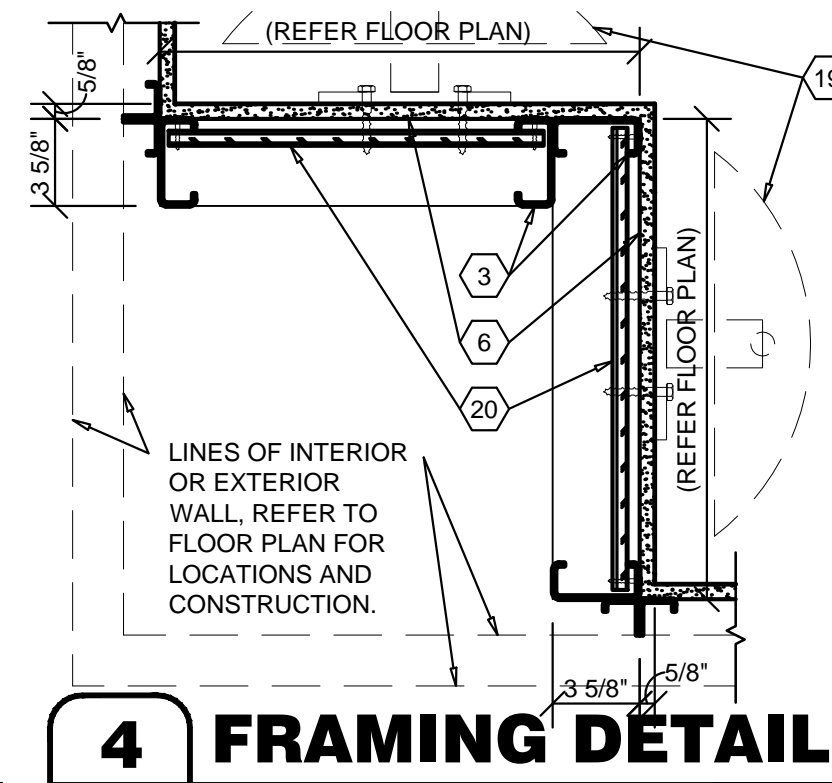 (REFER FLOOR PLAN)
5/8"
3 5/8"
3
6
20
(REFER FLOOR PLAN)
LINES OF INTERIOR
OR EXTERIOR
WALL, REFER TO
FLOOR PLAN FOR
LOCATIONS AND
CONSTRUCTION.
3 5/8"
5/8"
4 FRAMING DETAIL